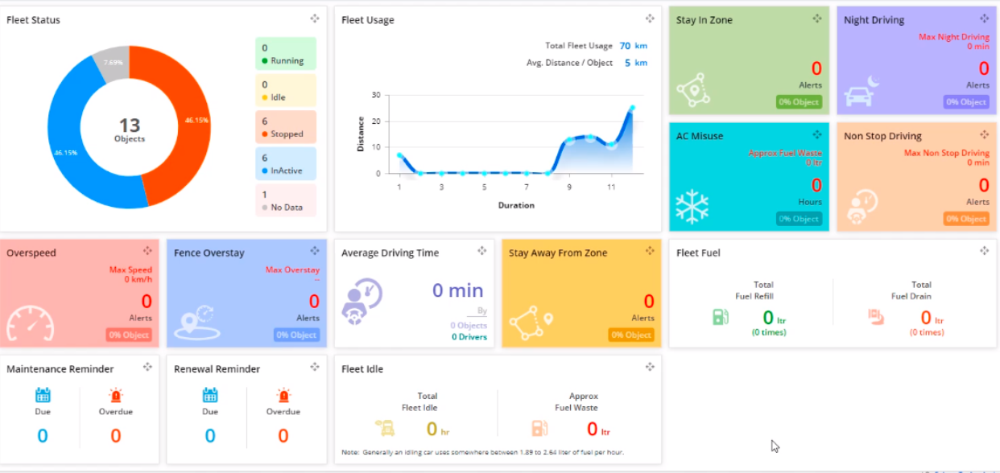 Fleet Status
7.69%
46.15%
46.15%
13
Objects
0
Running
0
Idle
6
Stopped
6
InActive
1
No Data
Fleet Usage
Total Fleet Usage 70 km
Avg. Distance / Object 5 km
Distance
30
20
10
0
1 3 5 7 9 11
Duration
Stay In Zone
0
Alerts
0% Object
Night Driving
Max Night Driving
0 min
0
Alerts
0% Object
AC Misuse
Approx Fuel Waste
0 ltr
0
Hours
0% Object
Non Stop Driving
Max Non Stop Driving
0 min
0
Alerts
0% Object
Overspeed
Max Speed
0 km/h
0
Alerts
0% Object
Fence Overstay
Max Overstay
--
0
Alerts
0% Object
Average Driving Time
0 min
By
0 Objects
0 Drivers
Stay Away From Zone
0
Alerts
0% Object
Fleet Fuel
Total
Fuel Refill
0 ltr
(0 times)
Total
Fuel Drain
0 ltr
(0 times)
Maintenance Reminder
Due
0
Overdue
0
Renewal Reminder
Due
0
Overdue
0
Fleet Idle
Total
Fleet Idle
0 hr
Approx
Fuel Waste
0 ltr
Note: Generally an idling car uses somewhere between 1.89 to 2.64 liter of fuel per hour.